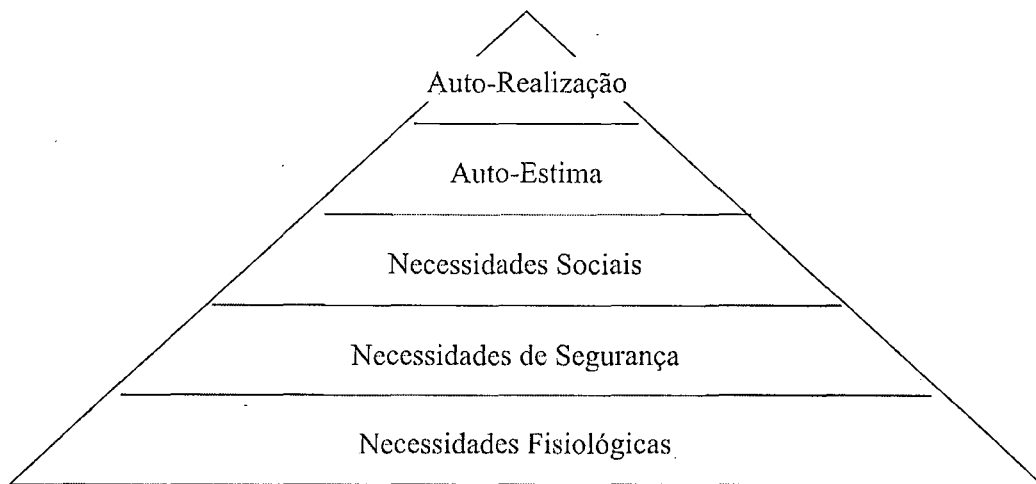 Auto-Realização
Auto-Estima
Necessidades Sociais
Necessidades de Segurança
Necessidades Fisiológicas